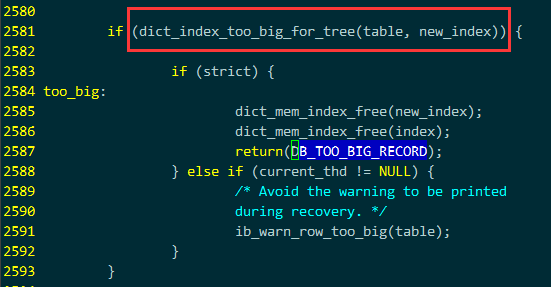 2580
2581 if (dict_index_too_big_for_tree(table, new_index)) {
2582
2583 if (strict) {
2584 too_big:
2585 dict_mem_index_free(new_index);
2586 dict_mem_index_free(index);
2587 return(DB_TOO_BIG_RECORD);
2588 } else if (current_thd != NULL) {
2589 /* Avoid the warning to be printed
2590 during recovery. */
2591 ib_warn_row_too_big(table);
2592 }
2593 }